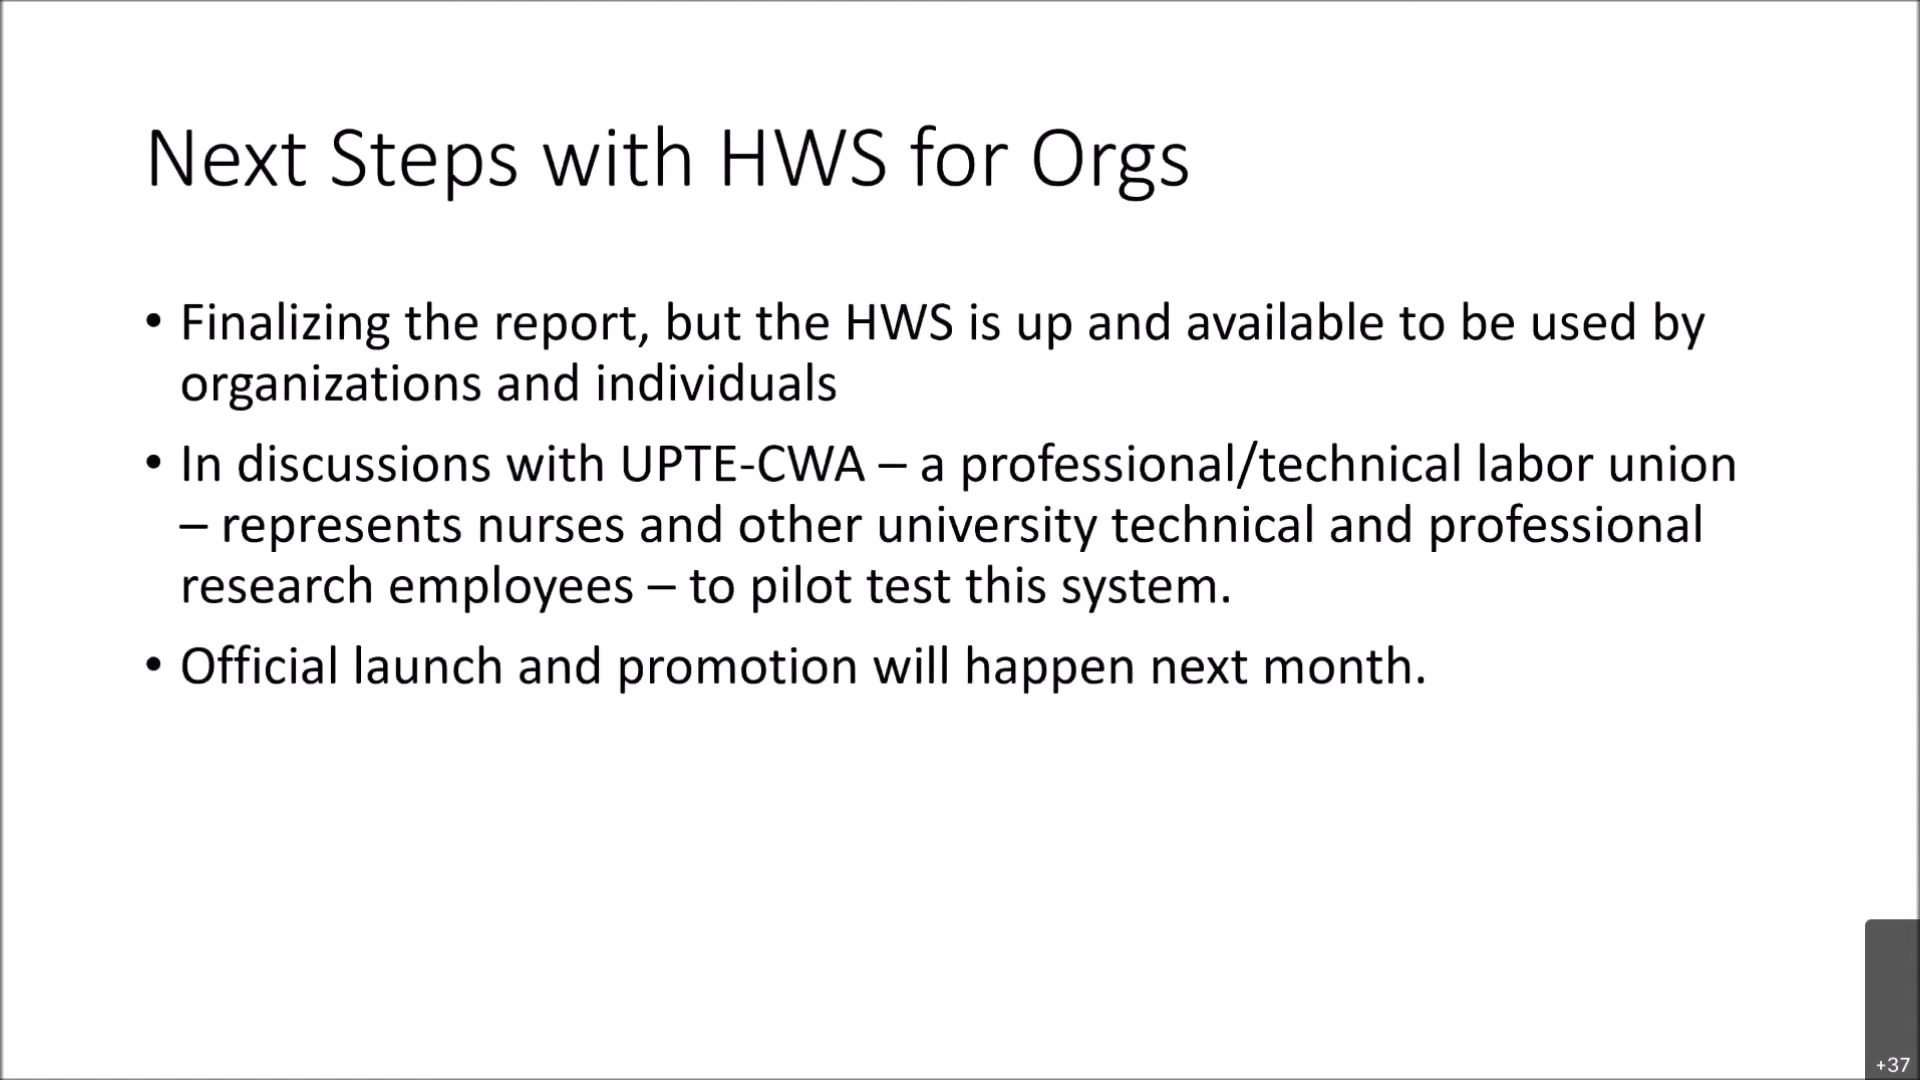 Next Steps with HWS for Orgs
• Finalizing the report, but the HWS is up and available to be used by
organizations and individuals
• In discussions with UPTE-CWA – a professional/technical labor union
– represents nurses and other university technical and professional
research employees – to pilot test this system.
• Official launch and promotion will happen next month.
+37